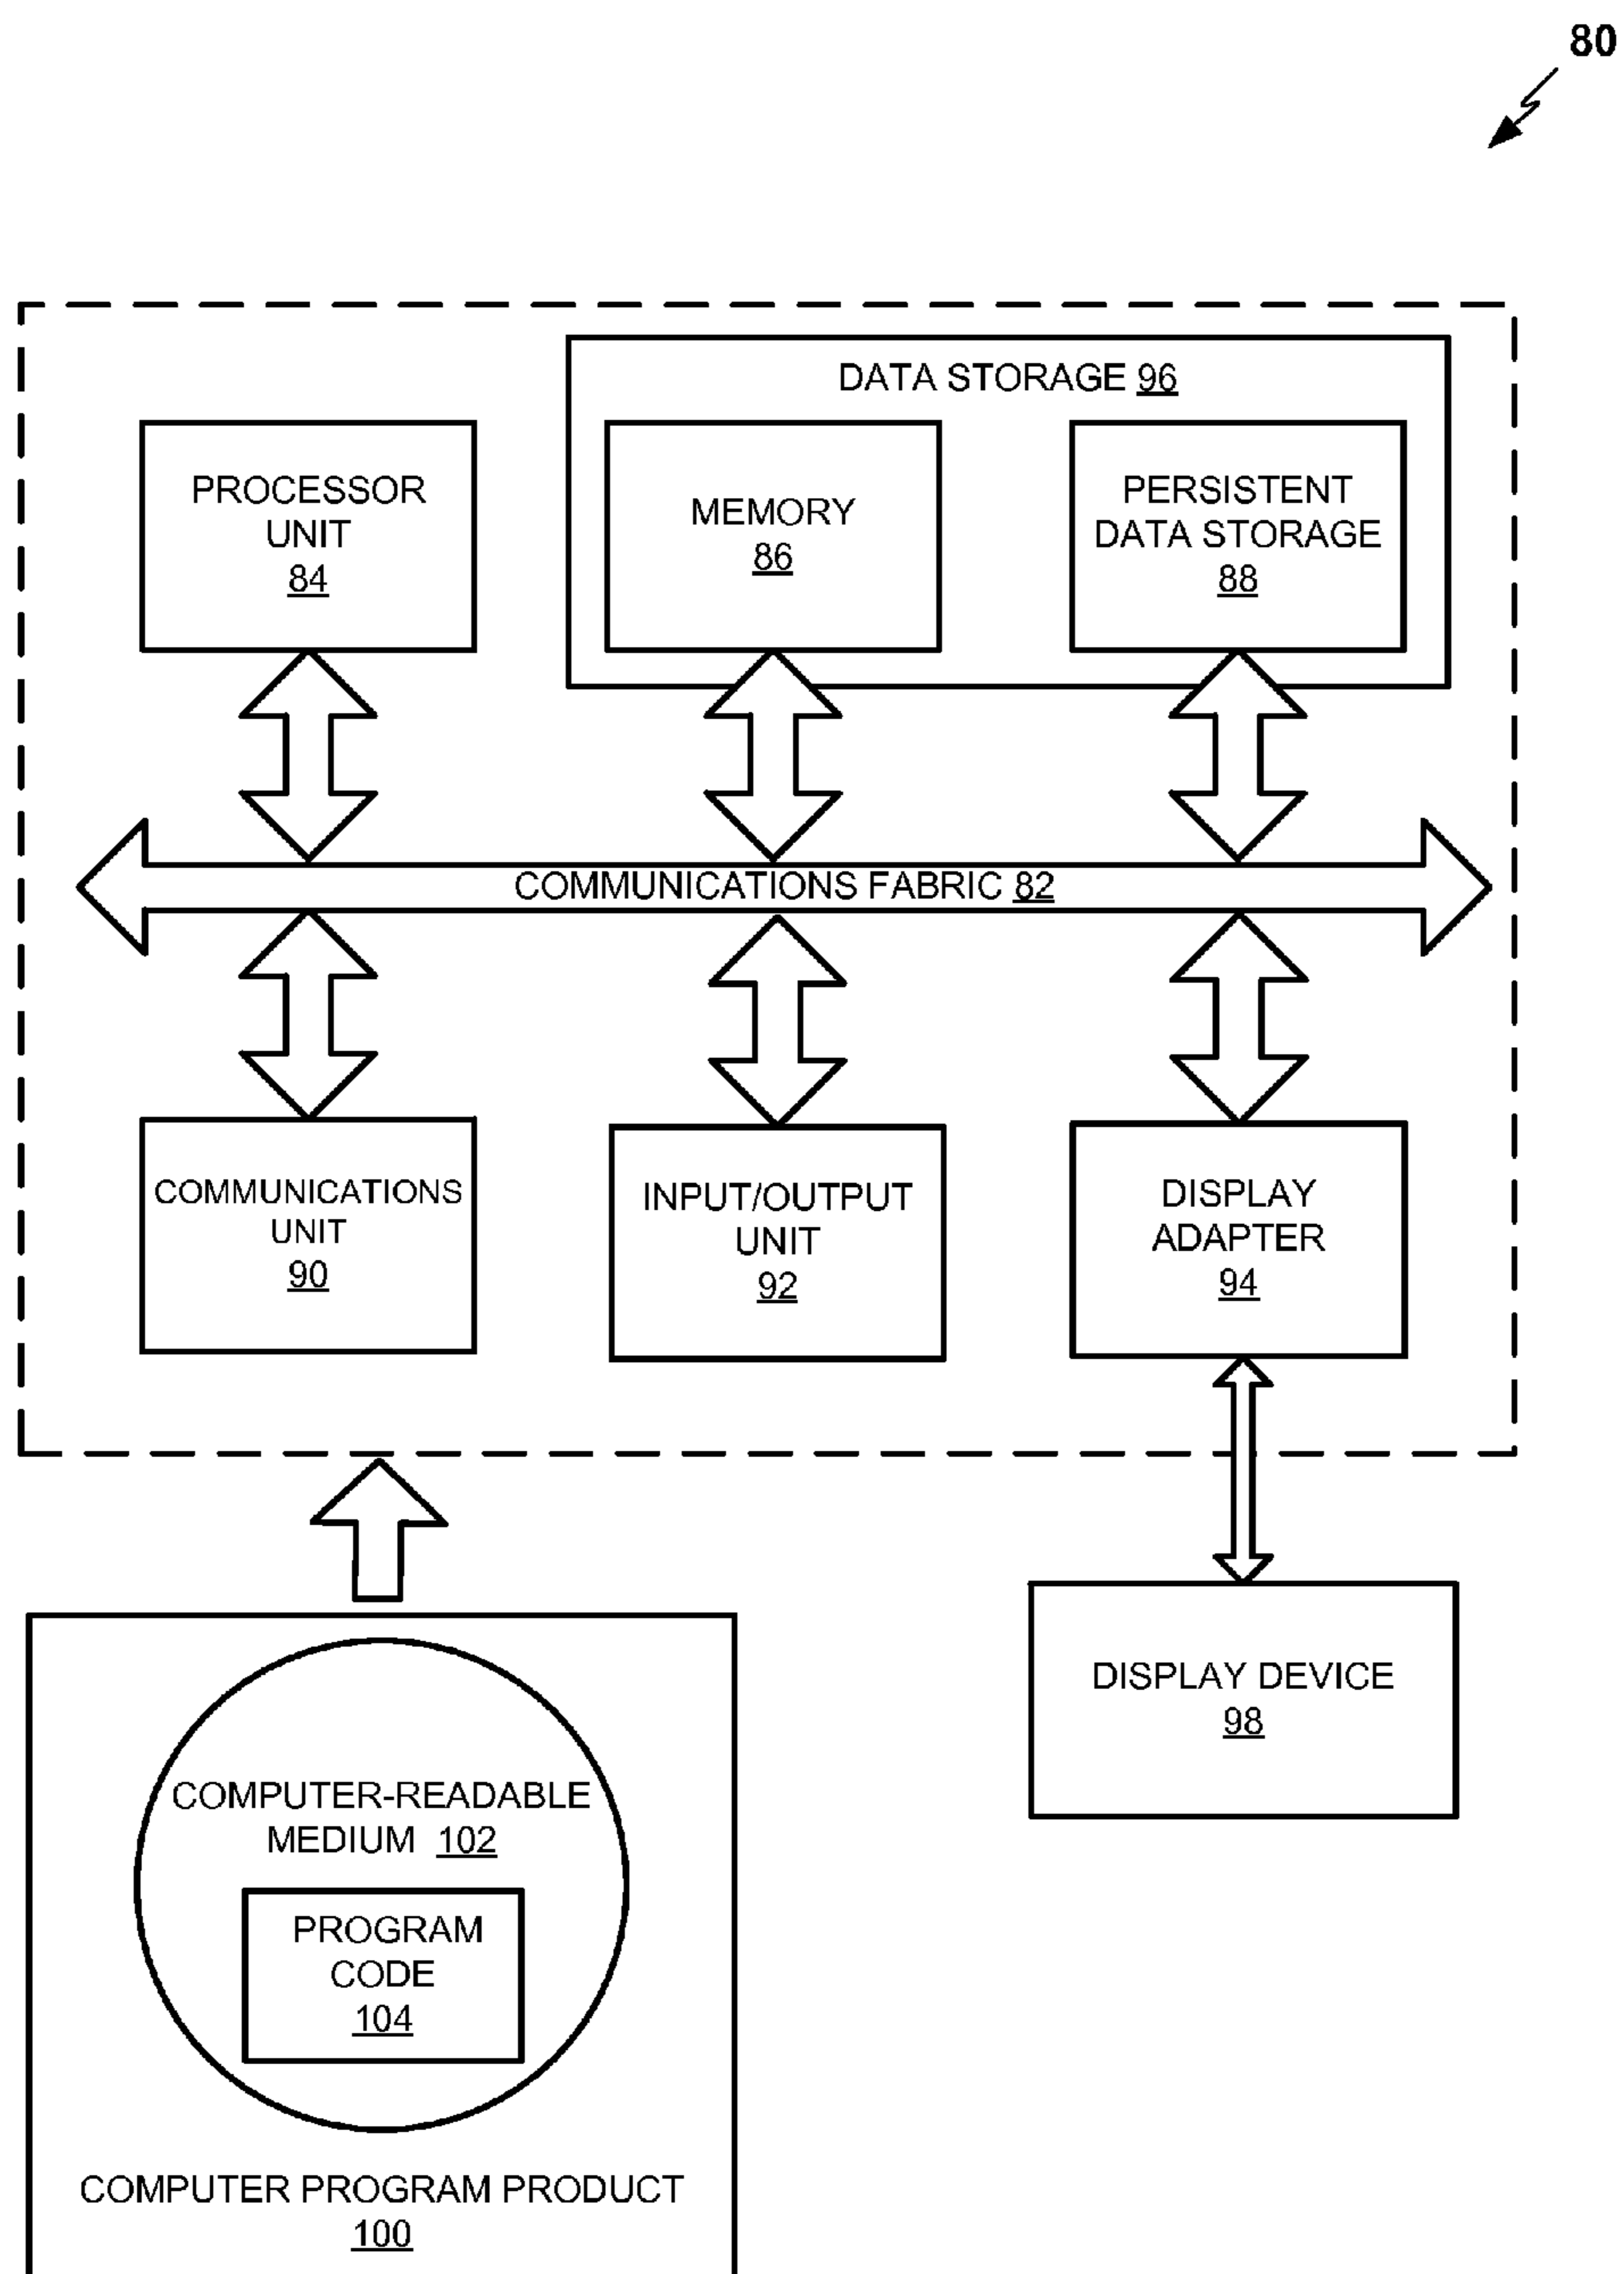 80
DATA STORAGE 96
PROCESSOR
UNIT
84
MEMORY
86
PERSISTENT
DATA STORAGE
88
COMMUNICATIONS FABRIC 82
COMMUNICATIONS
UNIT
90
INPUT/OUTPUT
UNIT
92
DISPLAY
ADAPTER
94
DISPLAY DEVICE
98
COMPUTER-READABLE
MEDIUM 102
PROGRAM
CODE
104
COMPUTER PROGRAM PRODUCT
100